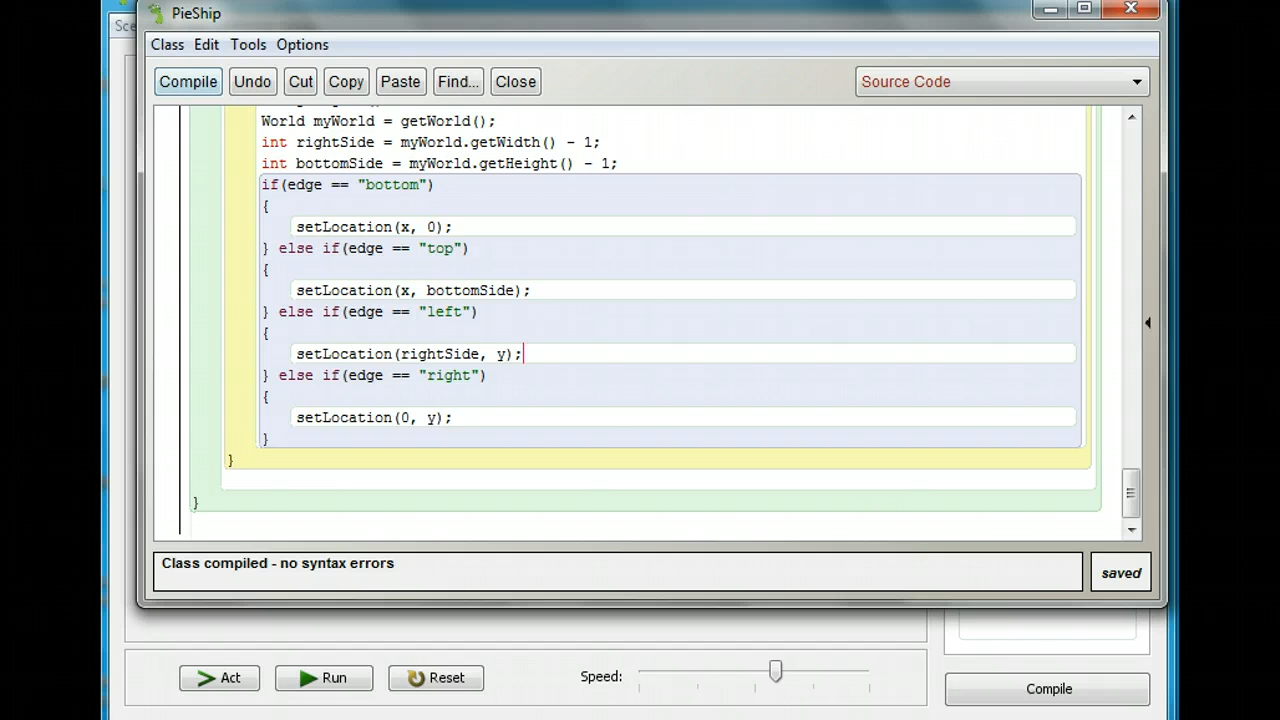 PieShip
Sce
Class Edit Tools Options
Compile Undo Cut Copy Paste Find... Close Source Code
World myWorld = getWorld();
int rightSide = myWorld.getWidth() - 1;
int bottomSide = myWorld.getHeight() - 1;
if(edge == "bottom")
{
setLocation(x, 0);
} else if(edge == "top")
{
setLocation(x, bottomSide);
} else if(edge == "left")
{
setLocation(rightSide, y);
} else if(edge == "right")
{
setLocation(0, y);
}
}
}
Class compiled - no syntax errors
saved
Act Run Reset Speed: Compile